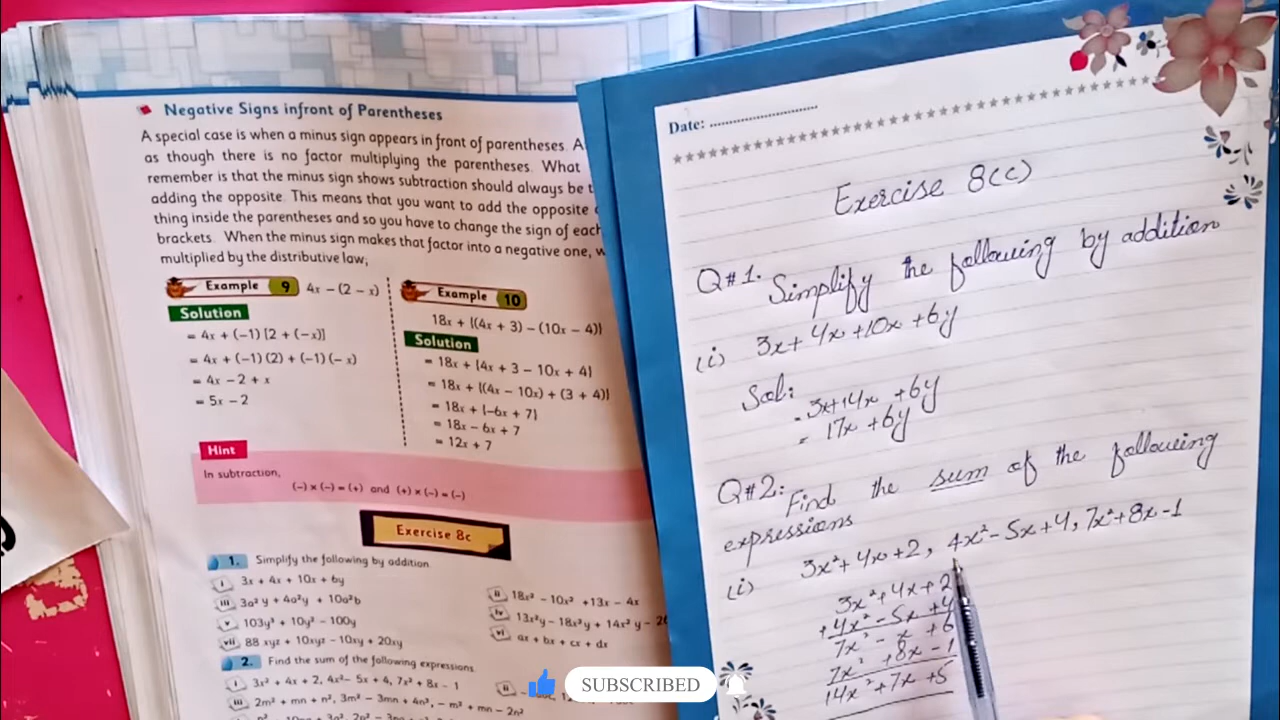 Negative Signs infront of Parentheses
A special case is when a minus sign appears in front of parentheses.
as though there is no factor multiplying the parentheses. What
remember is that the minus sign shows subtraction should always be
adding the opposite. This means that you want to add the opposite
thing inside the parentheses and so you have to change the sign of each
brackets. When the minus sign makes that factor into a negative one,
multiplied by the distributive law;
Example 9 4x − (2 − x)
Solution
= 4x + (−1) [2 + (−x)]
= 4x + (−1) (2) + (−1) (− x)
= 4x − 2 + x
= 5x − 2
Example 10
18x + {(4x + 3) − (10x − 4)}
Solution
= 18x + {4x + 3 − 10x + 4}
= 18x + {(4x − 10x) + (3 + 4)}
= 18x + {−6x + 7}
= 18x − 6x + 7
= 12x + 7
Hint
In subtraction,
(−) × (−) = (+) and (+) × (−) = (−)
Exercise 8c
1. Simplify the following by addition.
i 3x + 4x + 10x + 6y
ii 18x² − 10x² + 13x − 4x
iii 3a²y + 4a²y + 10a²b
iv 13x²y − 18x²y + 14x²y −
v 103y³ + 10y³ − 100y
vi ax + bx + cx + dx
vii 88 xyz + 10xyz − 10xy + 20xy
2. Find the sum of the following expressions.
i 3x² + 4x + 2, 4x² − 5x + 4, 7x² + 8x − 1
ii
iii 2m² + mn + n², 3m² − 3mn + 4n², − m² + mn − 2n²
Date: ..........................
Exercise 8(c)
Q#1. Simplify the following by addition
(i) 3x + 4x + 10x + 6y
Sol:
= 3x+14x + 6y
= 17x + 6y
Q#2: Find the sum of the following
expressions
(i) 3x² + 4x + 2, 4x² - 5x + 4, 7x² + 8x - 1
3x² + 4x + 2
+4x² - 5x + 4
7x² - x + 6
7x² + 8x - 1
14x² + 7x + 5
SUBSCRIBED